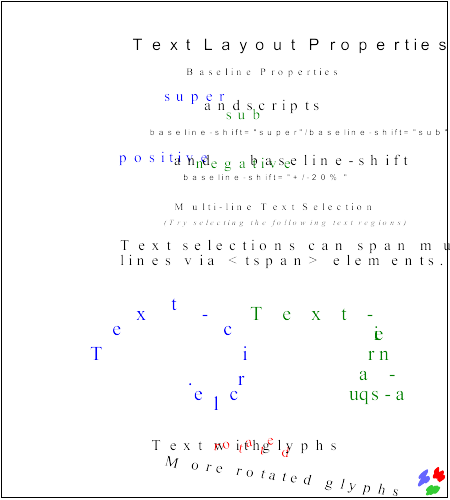 Text Layout Properties
Baseline Properties
super and sub scripts
baseline-shift="super"/baseline-shift="sub"
positive and negative baseline-shift
baseline-shift="+/-20% "
Multi-line Text Selection
(Try selecting the following text regions)
Text selections can span mu
lines via <tspan> elements.
Text-circle.
Text-in-a-squ are
Text with rotated glyphs
More rotated glyphs